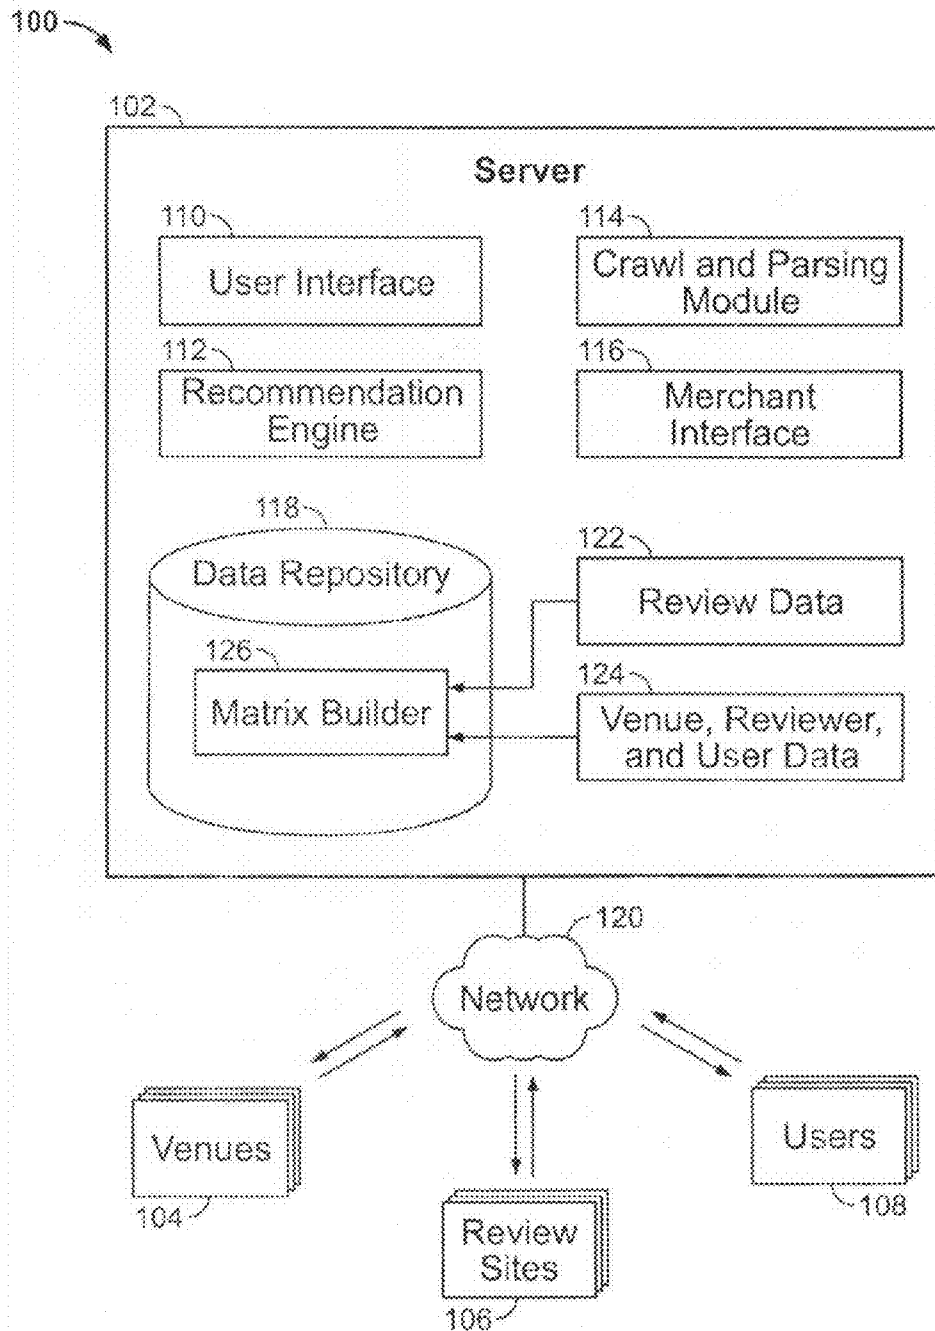 100
102
Server
110
User Interface
114
Crawl and Parsing
Module
112
Recommendation
Engine
116
Merchant
Interface
118
Data Repository
122
Review Data
126
Matrix Builder
124
Venue, Reviewer,
and User Data
120
Network
Venues
104
Users
108
Review
Sites
106